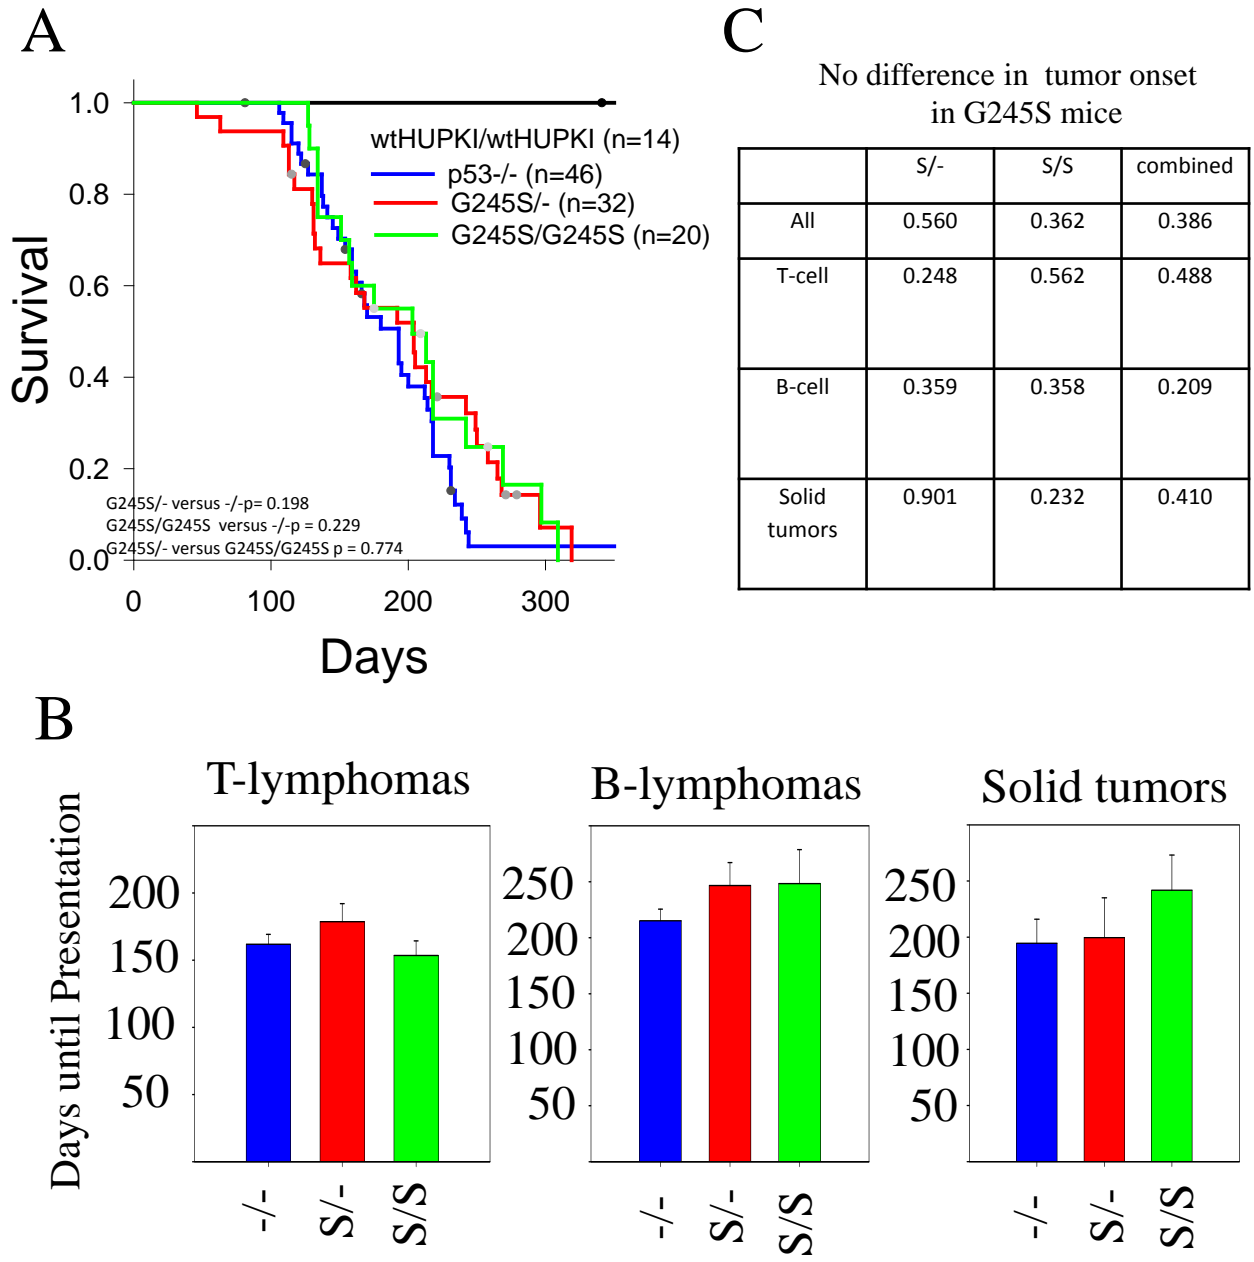 A
1.0
0.8
0.6
0.4
0.2
0.0
Survival
wtHUPKI/wtHUPKI (n=14)
p53-/- (n=46)
G245S/- (n=32)
G245S/G245S (n=20)
G245S/- versus -/-p= 0.198
G245S/G245S versus -/-p = 0.229
G245S/- versus G245S/G245S p = 0.774
0 100 200 300
Days
C
No difference in tumor onset
in G245S mice
S/- S/S combined
All 0.560 0.362 0.386
T-cell 0.248 0.562 0.488
B-cell 0.359 0.358 0.209
Solid 0.901 0.232 0.410
tumors
B
Days until Presentation
T-lymphomas
200
150
100
50
-/- S/- S/S
B-lymphomas
250
200
150
100
50
-/- S/- S/S
Solid tumors
250
200
150
100
50
-/- S/- S/S